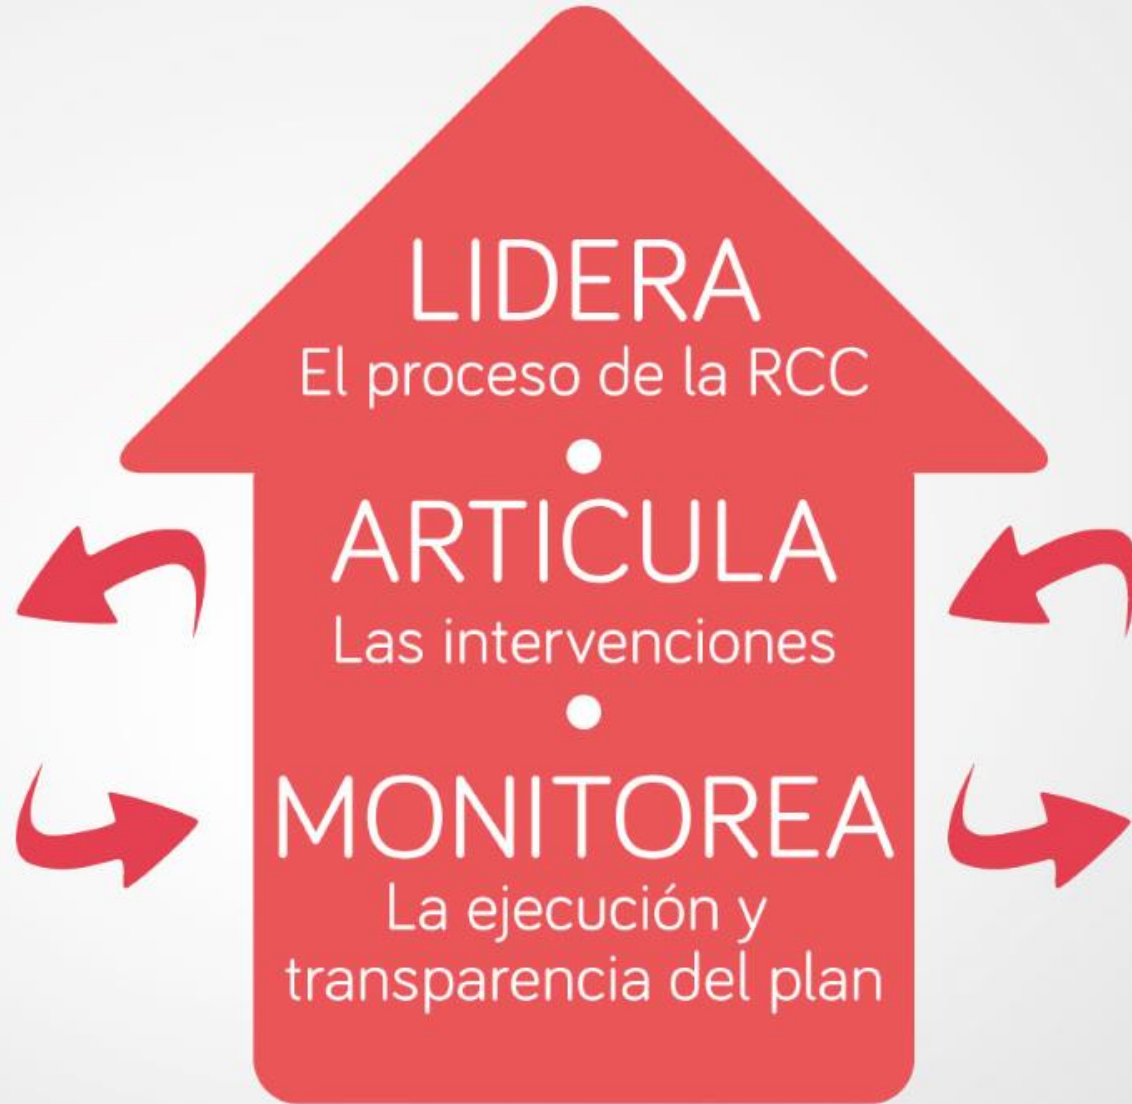 LIDERA
El proceso de la RCC
ARTICULA
Las intervenciones
MONITOREA
La ejecución y
transparencia del plan